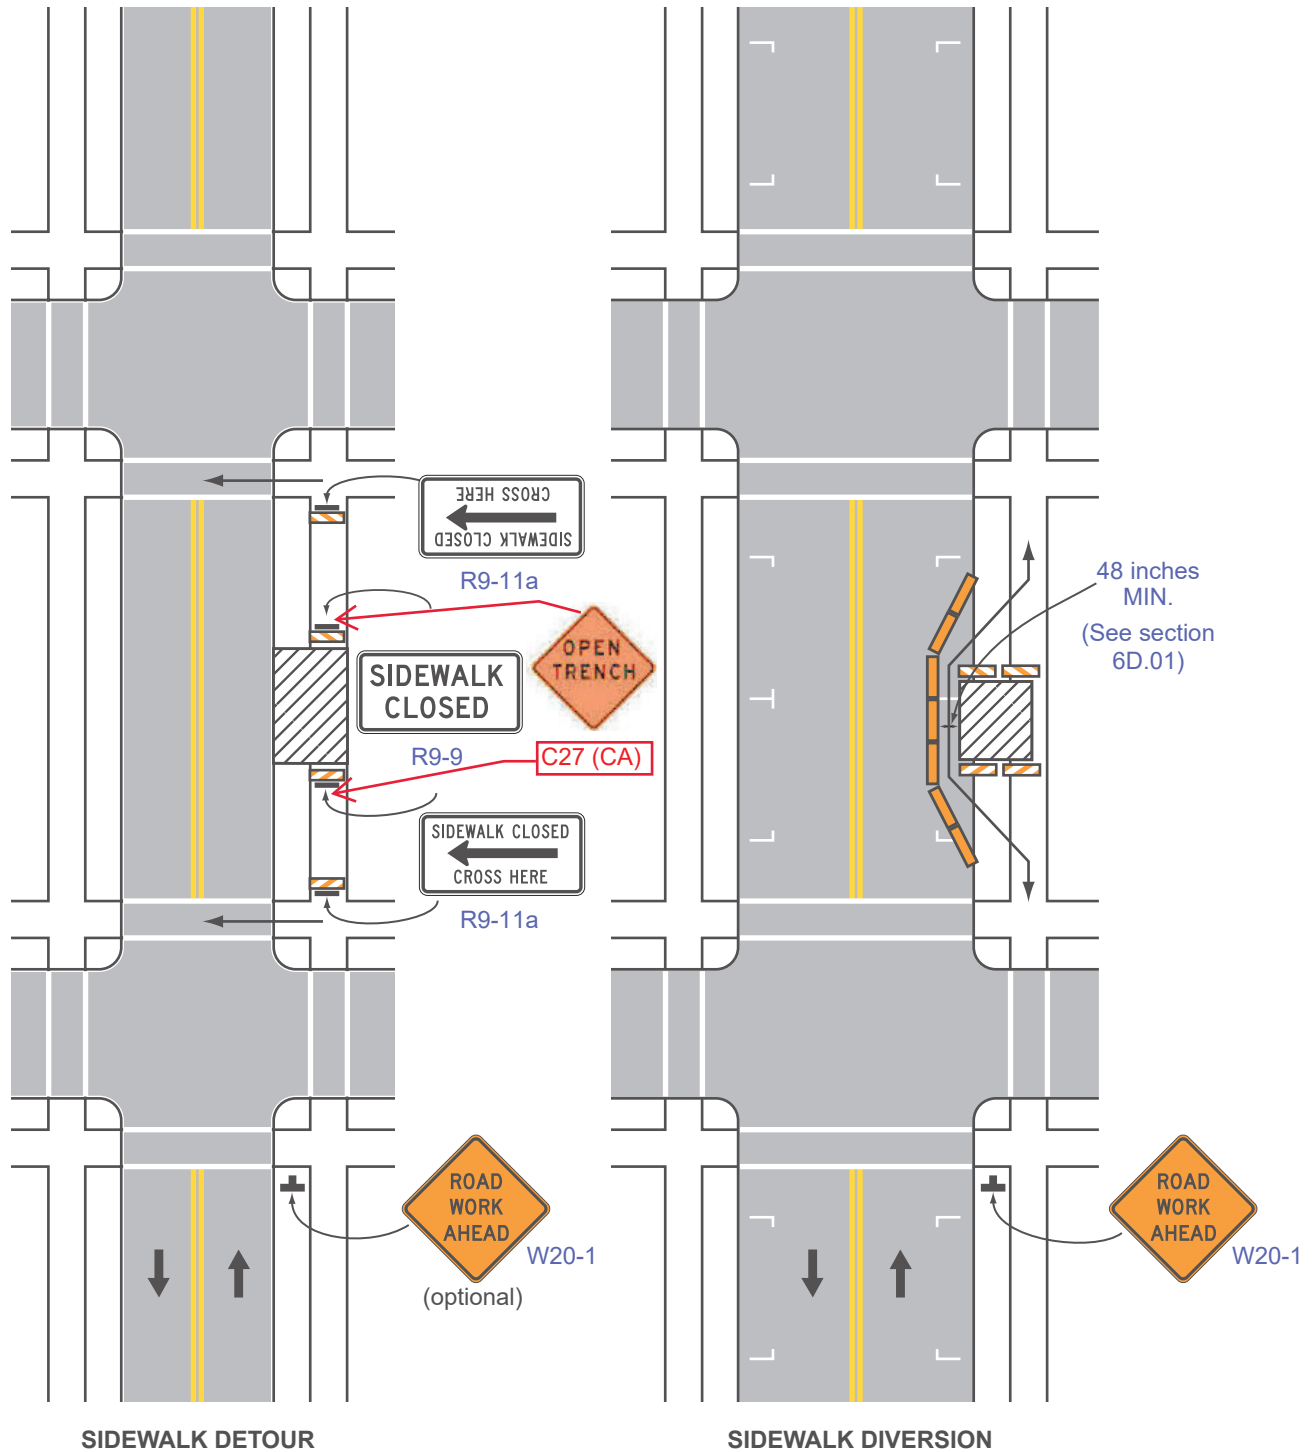 CROSS HERE
SIDEWALK CLOSED
R9-11a
OPEN
TRENCH
SIDEWALK
CLOSED
R9-9
C27 (CA)
SIDEWALK CLOSED
CROSS HERE
R9-11a
ROAD
WORK
AHEAD
W20-1
(optional)
SIDEWALK DETOUR
48 inches
MIN.
(See section
6D.01)
ROAD
WORK
AHEAD
W20-1
SIDEWALK DIVERSION